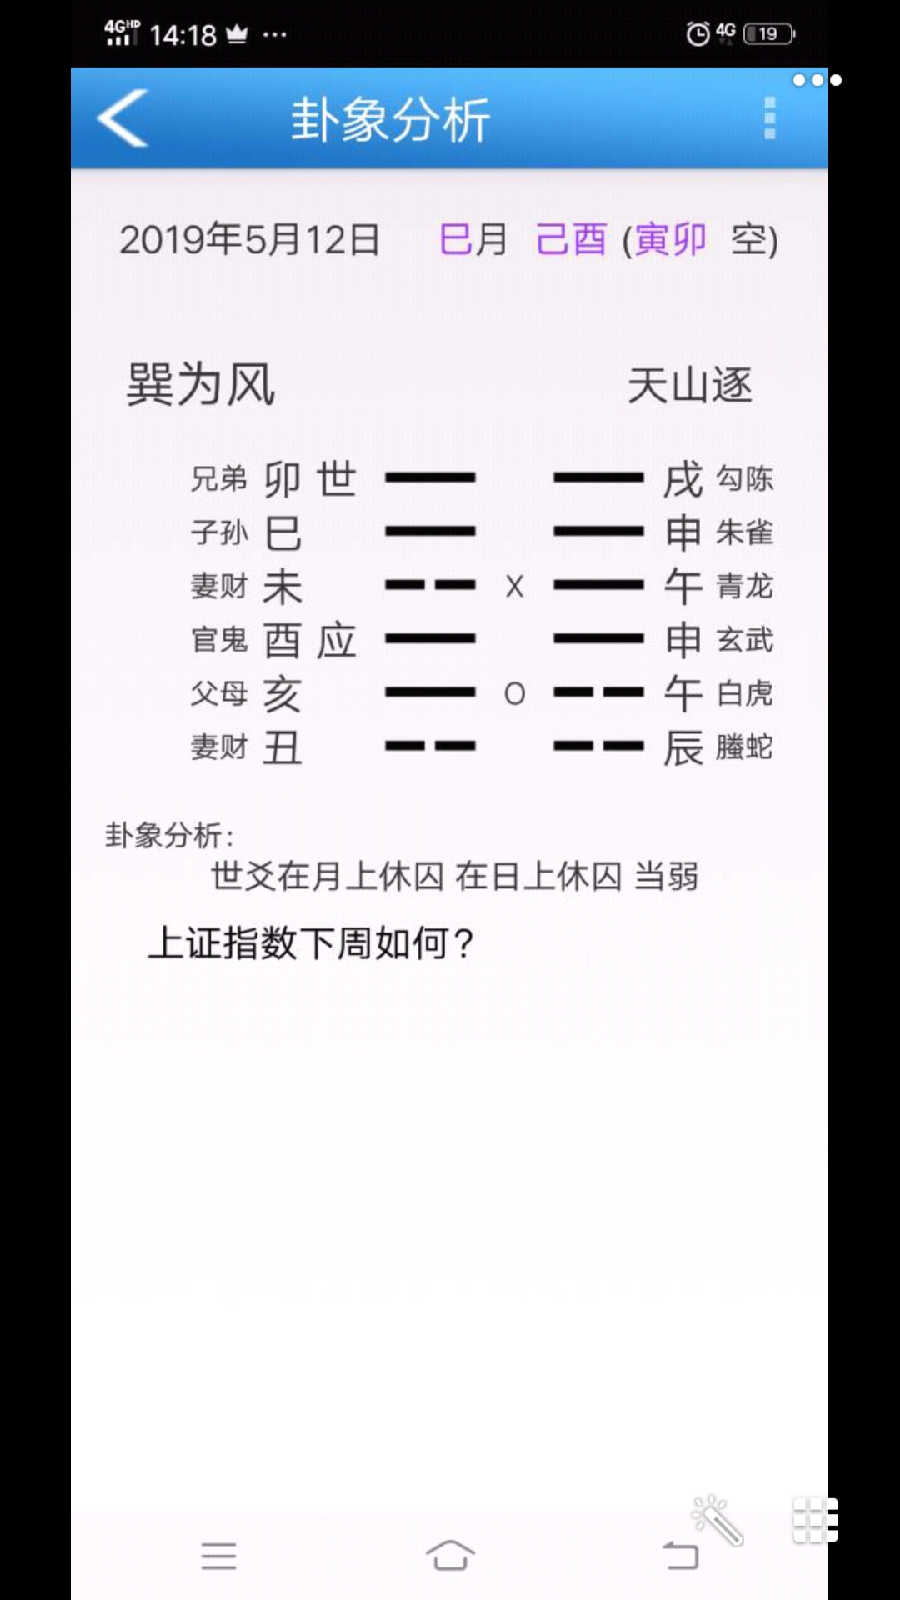 4G HD 14:18 ... 4G 19
卦象分析
2019年5月12日 巳月 己酉 (寅卯 空)
巽为风 天山逐
兄弟 卯 世 戌 勾陈
子孙 巳 申 朱雀
妻财 未 X 午 青龙
官鬼 酉 应 申 玄武
父母 亥 O 午 白虎
妻财 丑 辰 螣蛇
卦象分析:
世爻在月上休囚 在日上休囚 当弱
上证指数下周如何?